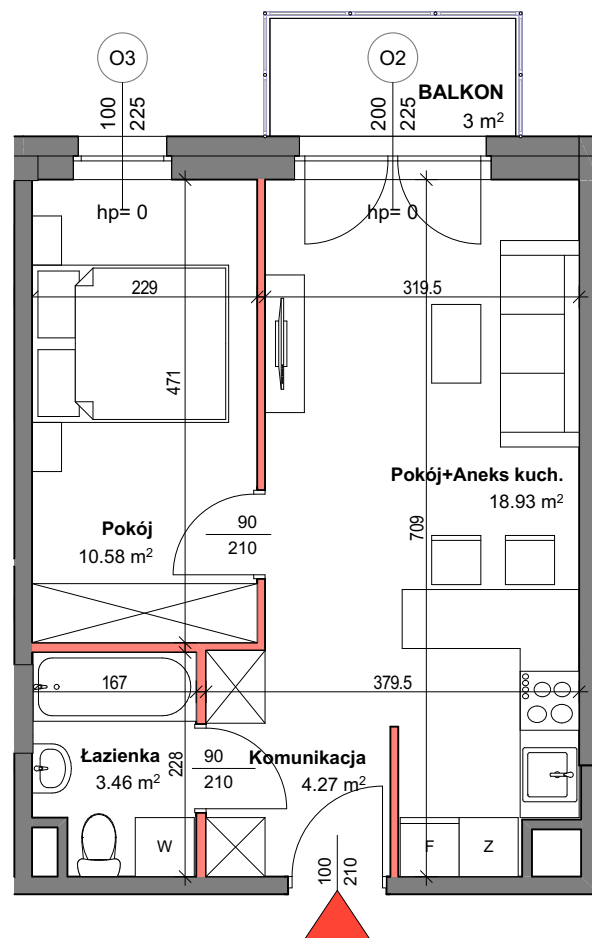 O3
O2
100
225
200
225
BALKON
3 m²
hp= 0
hp= 0
229
319.5
471
Pokój+Aneks kuch.
18.93 m²
709
90
210
Pokój
10.58 m²
167
379.5
Łazienka
3.46 m²
228
90
210
Komunikacja
4.27 m²
W
F
Z
100
210